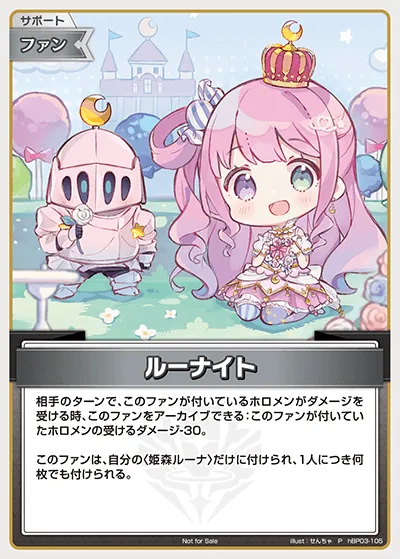 サポート
ファン
ルーナイト
相手のターンで、このファンが付いているホロメンがダメージを
受ける時、このファンをアーカイブできる:このファンが付いてい
たホロメンの受けるダメージ-30。
このファンは、自分の〈姫森ルーナ〉だけに付けられ、1人につき何
枚でも付けられる。
Not for Sale
illust:せんちゃ P hBP03-105